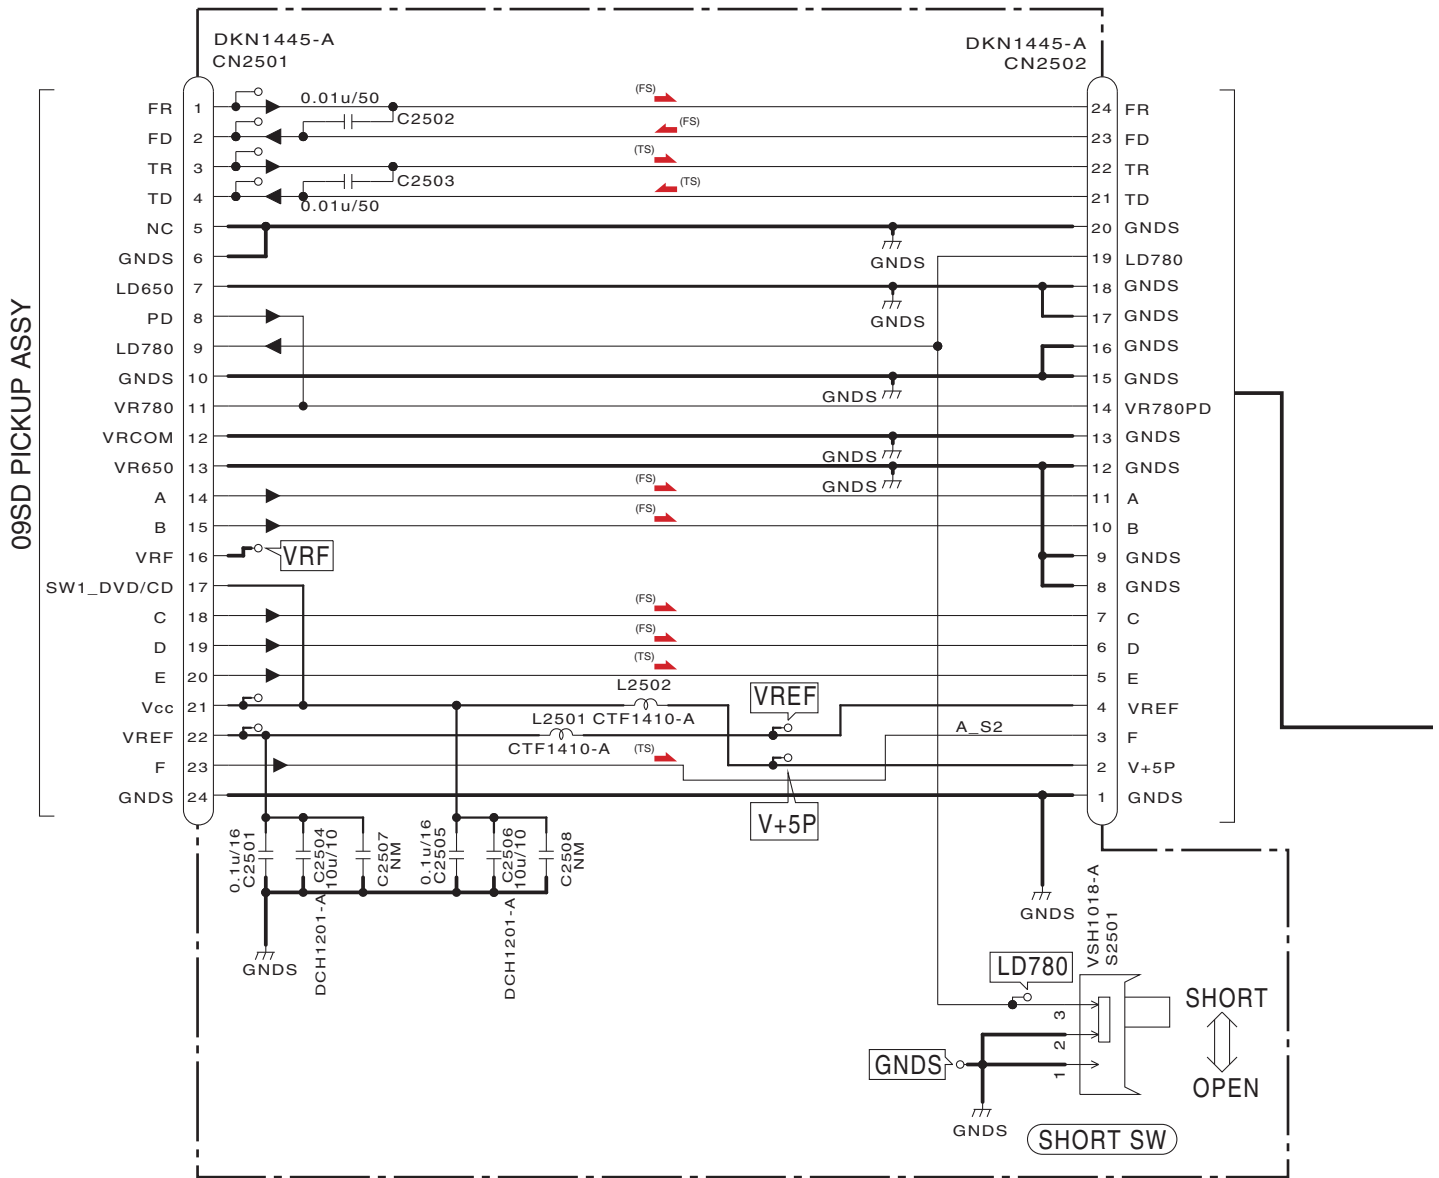 DKN1445-A
CN2501
DKN1445-A
CN2502
09SD PICKUP ASSY
FR 1 0.01u/50 (FS) 24 FR
C2502
FD 2 (FS) 23 FD
TR 3 (TS) 22 TR
C2503
TD 4 0.01u/50 (TS) 21 TD
NC 5 20 GNDS
GNDS
GNDS 6 19 LD780
LD650 7 18 GNDS
GNDS
PD 8 17 GNDS
LD780 9 16 GNDS
GNDS 10 15 GNDS
GNDS
VR780 11 14 VR780PD
VRCOM 12 13 GNDS
GNDS
VR650 13 12 GNDS
GNDS
A 14 (FS) 11 A
B 15 (FS) 10 B
VRF 16 VRF 9 GNDS
SW1_DVD/CD 17 8 GNDS
C 18 (FS) 7 C
D 19 (FS) 6 D
E 20 (TS) 5 E
L2502
Vcc 21 VREF 4 VREF
L2501 CTF1410-A
VREF 22 A_S2 3 F
CTF1410-A
F 23 (TS) 2 V+5P
GNDS 24 1 GNDS
V+5P
0.1u/16
C2501
C2504
10u/10
C2507
NM
0.1u/16
C2505
C2506
10u/10
C2508
NM
DCH1201-A
DCH1201-A
GNDS
GNDS
VSH1018-A
S2501
LD780
3
2
1
SHORT
OPEN
GNDS
GNDS
SHORT SW